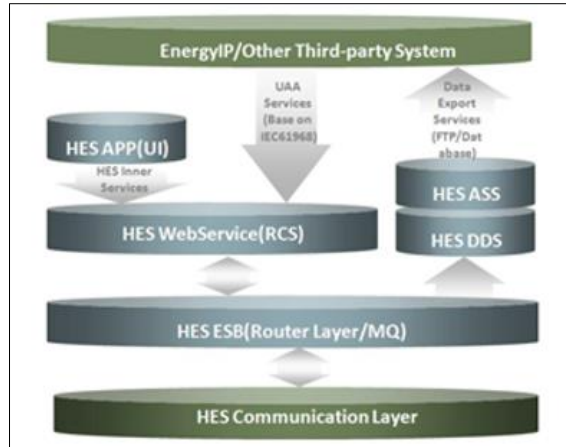 EnergyIP/Other Third-party System
UAA
Services
(Base on
IEC61968)
Data
Export
Services
(FTP/Dat
abase)
HES APP(UI)
HES Inner
Services
HES ASS
HES WebService(RCS)
HES DDS
HES ESB(Router Layer/MQ)
HES Communication Layer